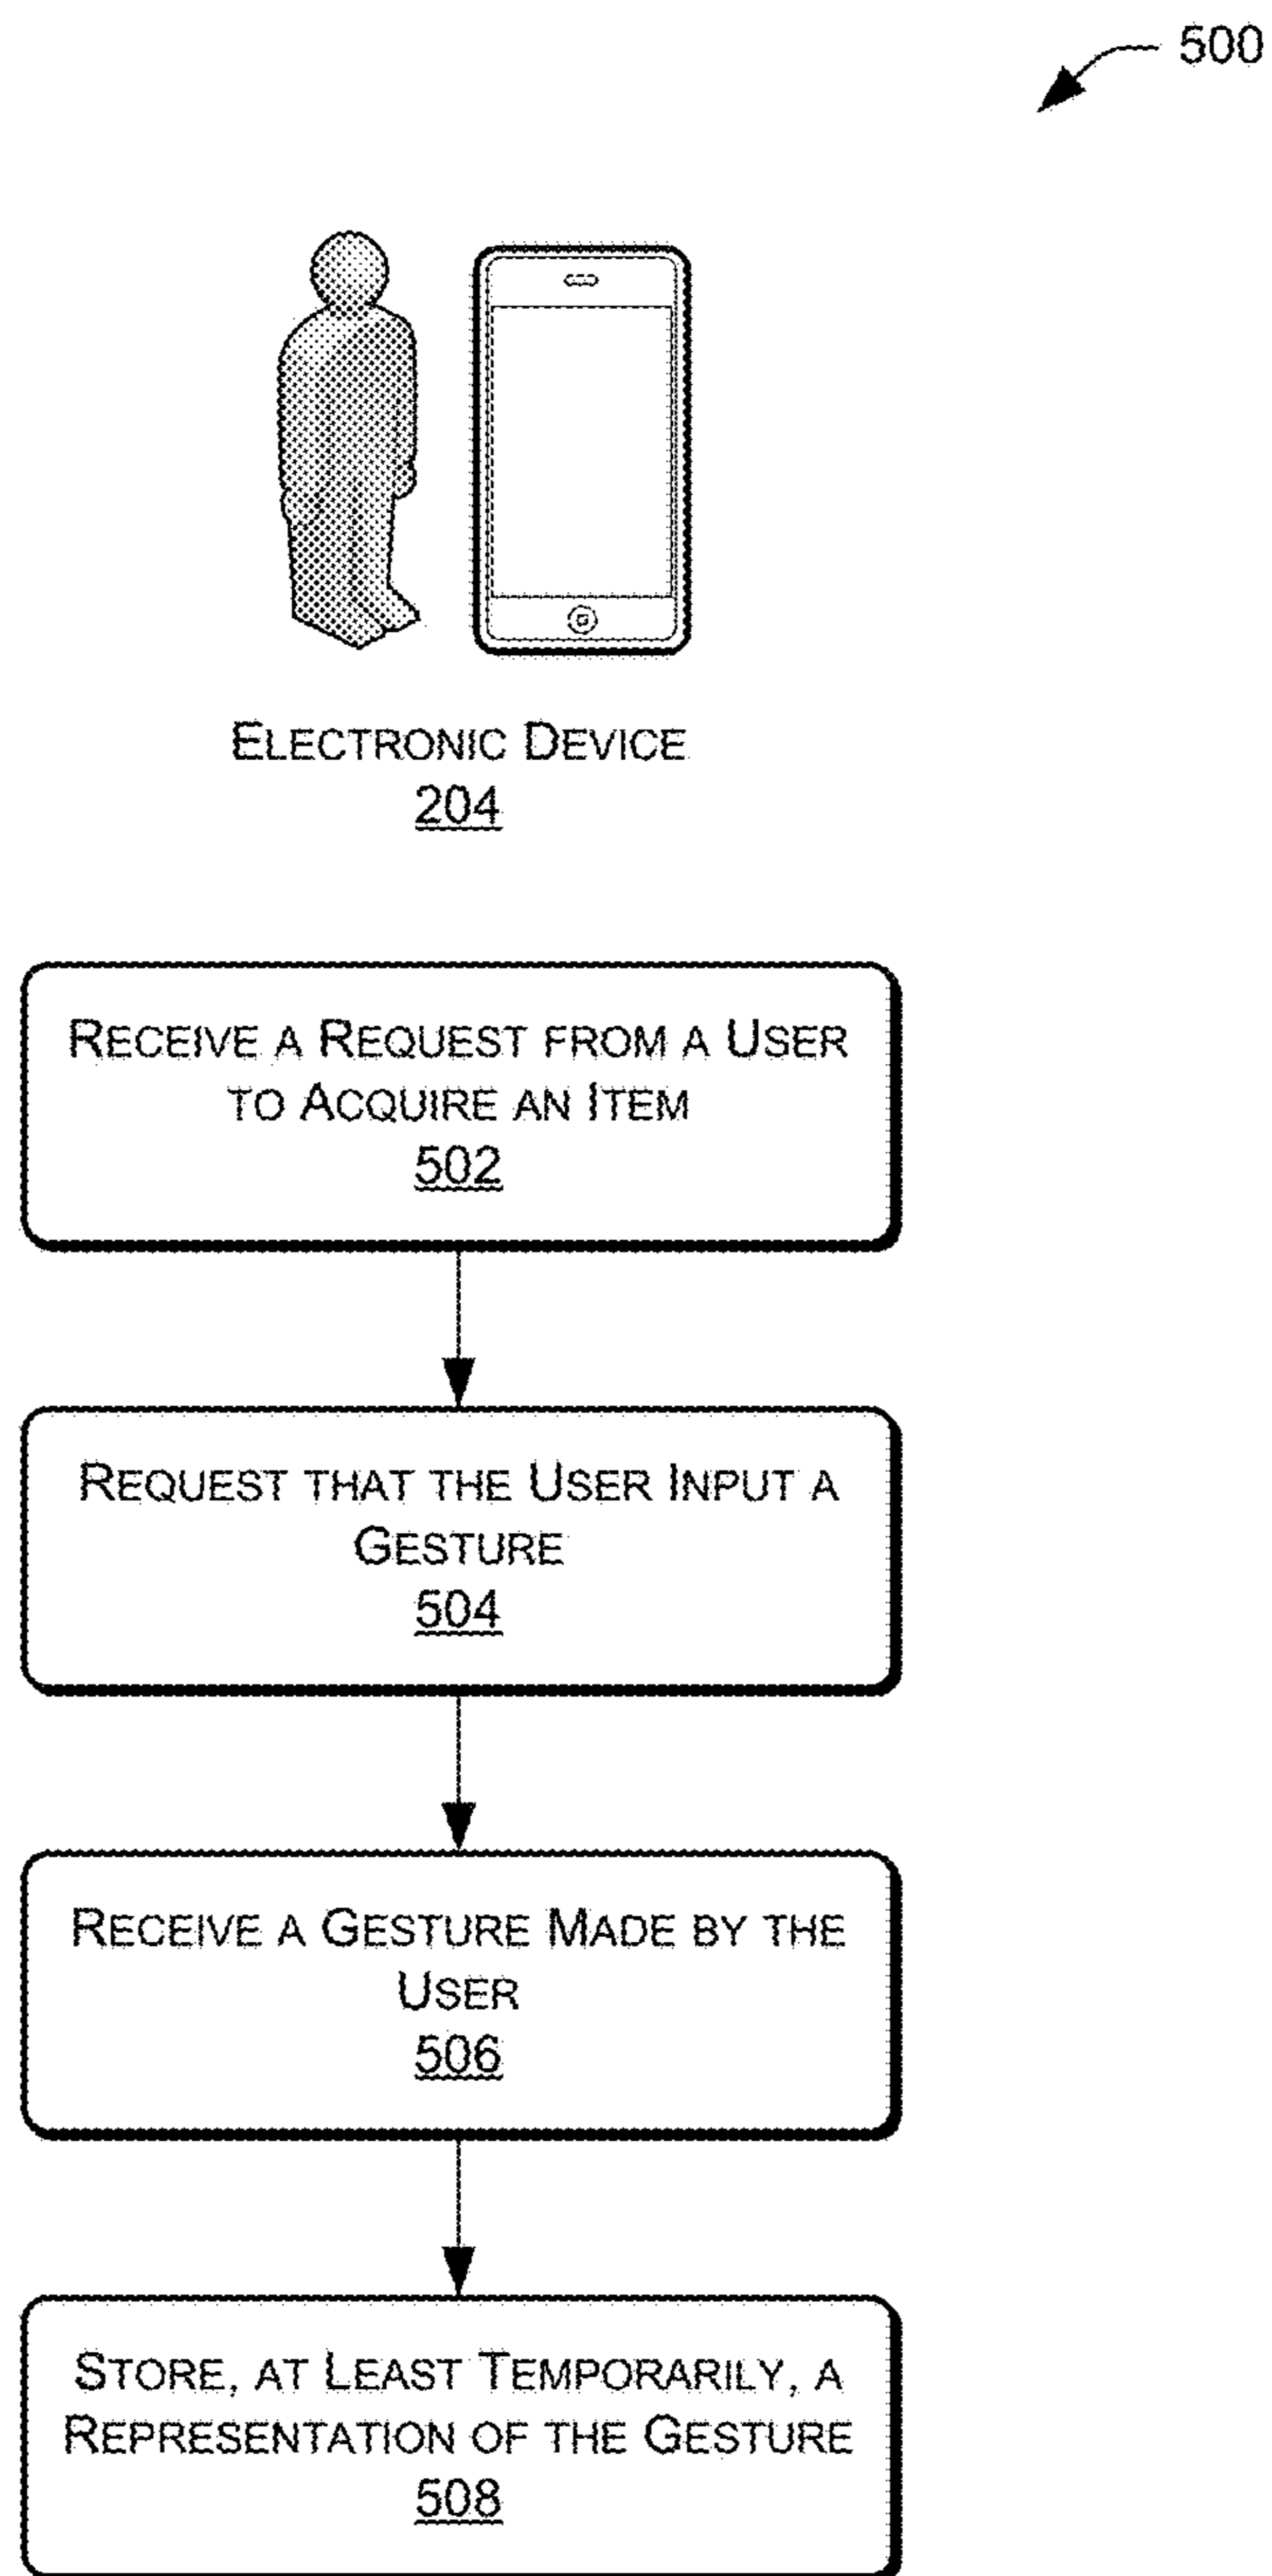 500
ELECTRONIC DEVICE
204
RECEIVE A REQUEST FROM A USER
TO ACQUIRE AN ITEM
502
REQUEST THAT THE USER INPUT A
GESTURE
504
RECEIVE A GESTURE MADE BY THE
USER
506
STORE, AT LEAST TEMPORARILY, A
REPRESENTATION OF THE GESTURE
508